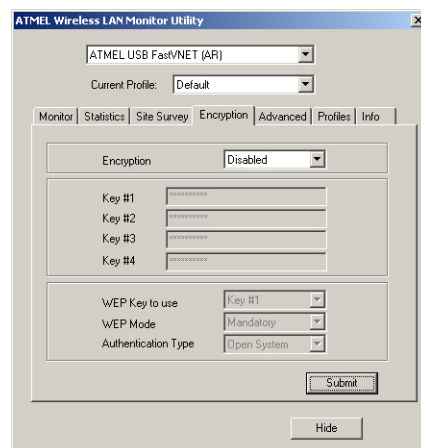 ATMEL Wireless LAN Monitor Utility
ATMEL USB FastVNET (AR)
Current Profile: Default
Monitor Statistics Site Survey Encryption Advanced Profiles Info
Encryption Disabled
Key #1 **********
Key #2 **********
Key #3 **********
Key #4 **********
WEP Key to use Key #1
WEP Mode Mandatory
Authentication Type Open System
Submit
Hide